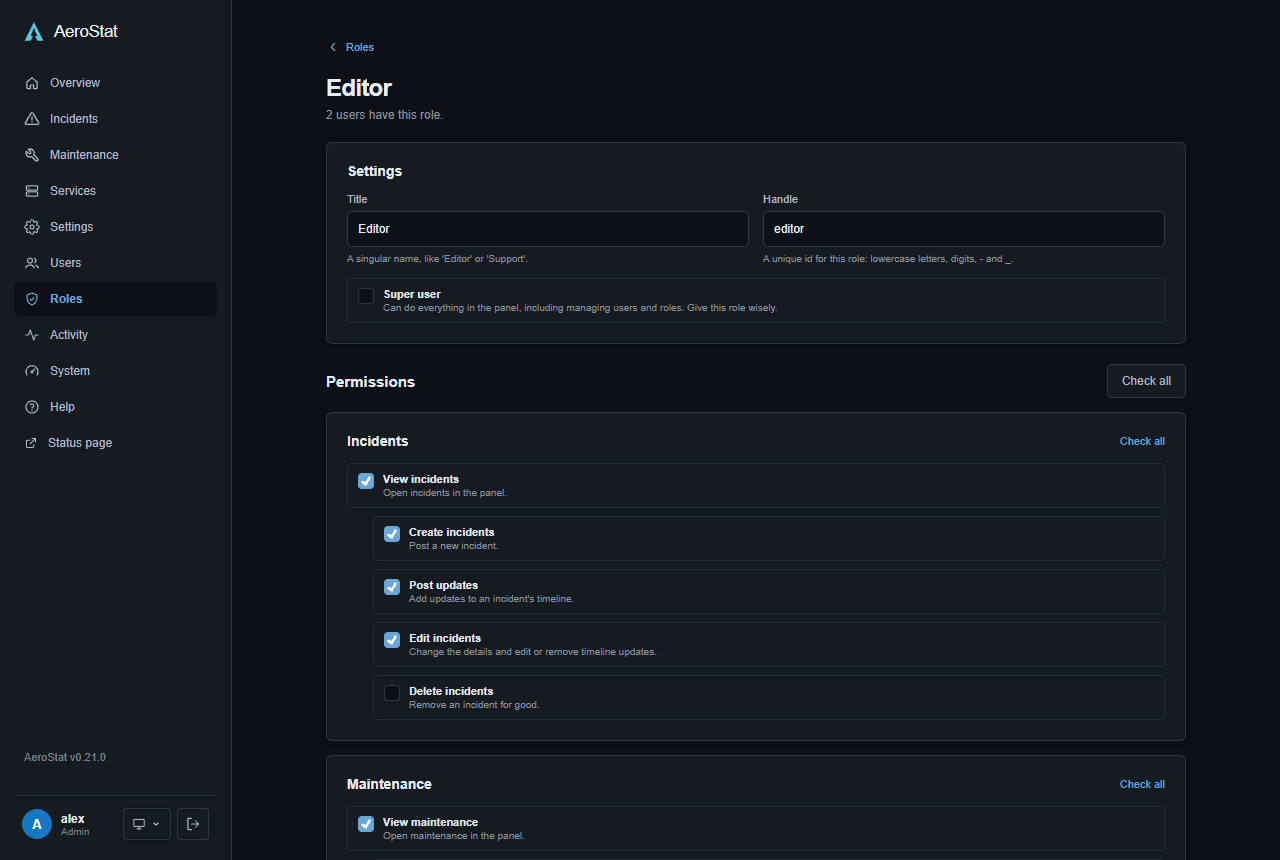 AeroStat
Overview
Incidents
Maintenance
Services
Settings
Users
Roles
Activity
System
Help
Status page
AeroStat v0.21.0
A
alex
Admin
Roles
Editor
2 users have this role.
Settings
Title
Handle
Editor
editor
A singular name, like 'Editor' or 'Support'.
A unique id for this role: lowercase letters, digits, - and _.
Super user
Can do everything in the panel, including managing users and roles. Give this role wisely.
Permissions
Check all
Incidents
Check all
View incidents
Open incidents in the panel.
Create incidents
Post a new incident.
Post updates
Add updates to an incident's timeline.
Edit incidents
Change the details and edit or remove timeline updates.
Delete incidents
Remove an incident for good.
Maintenance
Check all
View maintenance
Open maintenance in the panel.